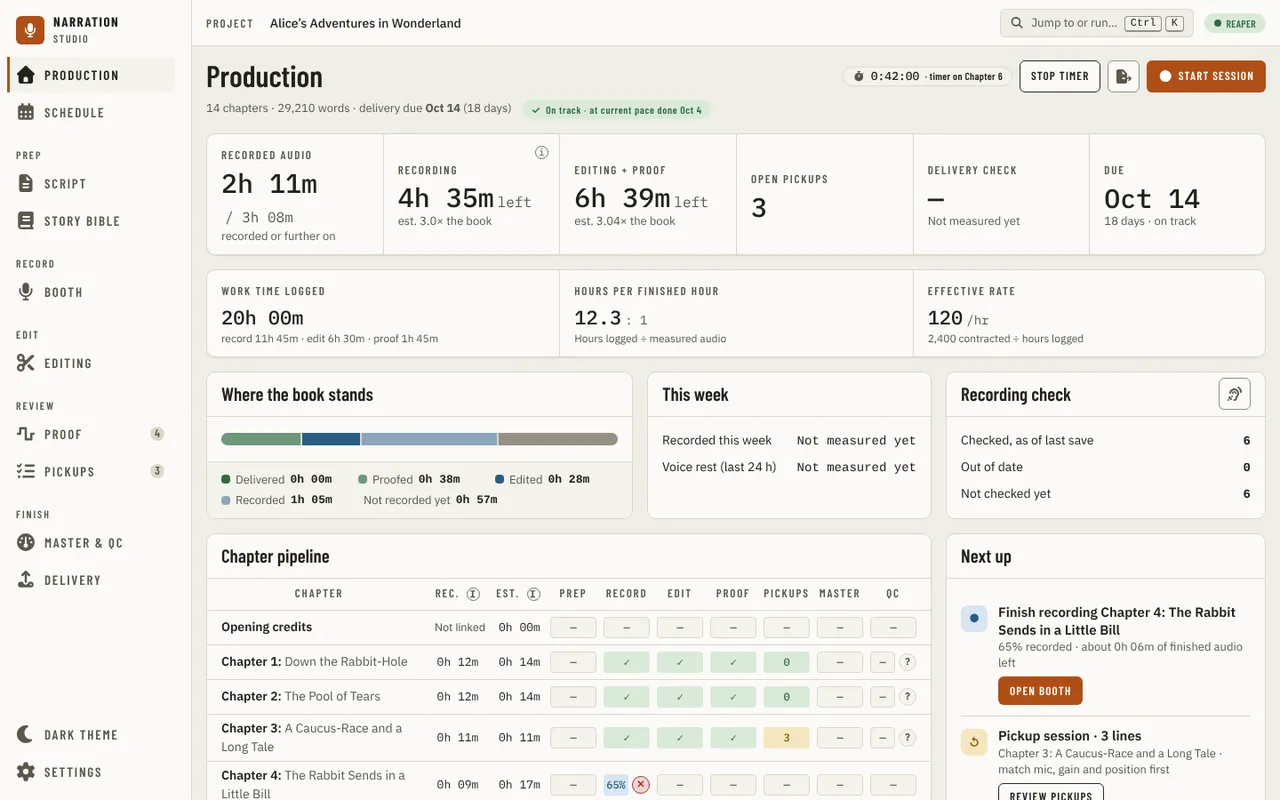 NARRATION
STUDIO
PRODUCTION
SCHEDULE
PREP
SCRIPT
STORY BIBLE
RECORD
BOOTH
EDIT
EDITING
REVIEW
PROOF 4
PICKUPS 3
FINISH
MASTER & QC
DELIVERY
DARK THEME
SETTINGS
PROJECT Alice's Adventures in Wonderland
Jump to or run... Ctrl K
REAPER
Production
0:42:00 · timer on Chapter 6
STOP TIMER
START SESSION
14 chapters · 29,210 words · delivery due Oct 14 (18 days)
✓ On track · at current pace done Oct 4
RECORDED AUDIO
2h 11m
/ 3h 08m
recorded or further on
RECORDING
4h 35m left
est. 3.0× the book
EDITING + PROOF
6h 39m left
est. 3.04× the book
OPEN PICKUPS
3
DELIVERY CHECK
—
Not measured yet
DUE
Oct 14
18 days · on track
WORK TIME LOGGED
20h 00m
record 11h 45m · edit 6h 30m · proof 1h 45m
HOURS PER FINISHED HOUR
12.3 : 1
Hours logged ÷ measured audio
EFFECTIVE RATE
120 /hr
2,400 contracted ÷ hours logged
Where the book stands
Delivered 0h 00m Proofed 0h 38m Edited 0h 28m
Recorded 1h 05m Not recorded yet 0h 57m
This week
Recorded this week Not measured yet
Voice rest (last 24 h) Not measured yet
Recording check
Checked, as of last save 6
Out of date 0
Not checked yet 6
Chapter pipeline
CHAPTER REC. EST. PREP RECORD EDIT PROOF PICKUPS MASTER QC
Opening credits Not linked 0h 00m — — — — — — —
Chapter 1: Down the Rabbit-Hole 0h 12m 0h 14m — ✓ ✓ ✓ 0 — — ?
Chapter 2: The Pool of Tears 0h 12m 0h 14m — ✓ ✓ ✓ 0 — — ?
Chapter 3: A Caucus-Race and a
Long Tale
0h 11m 0h 11m — ✓ ✓ ✓ 3 — — ?
Chapter 4: The Rabbit Sends in a
Little Bill
0h 09m 0h 17m — 65% — — — — —
Next up
Finish recording Chapter 4: The Rabbit
Sends in a Little Bill
65% recorded · about 0h 06m of finished audio
left
OPEN BOOTH
Pickup session · 3 lines
Chapter 3: A Caucus-Race and a Long Tale ·
match mic, gain and position first
REVIEW PICKUPS